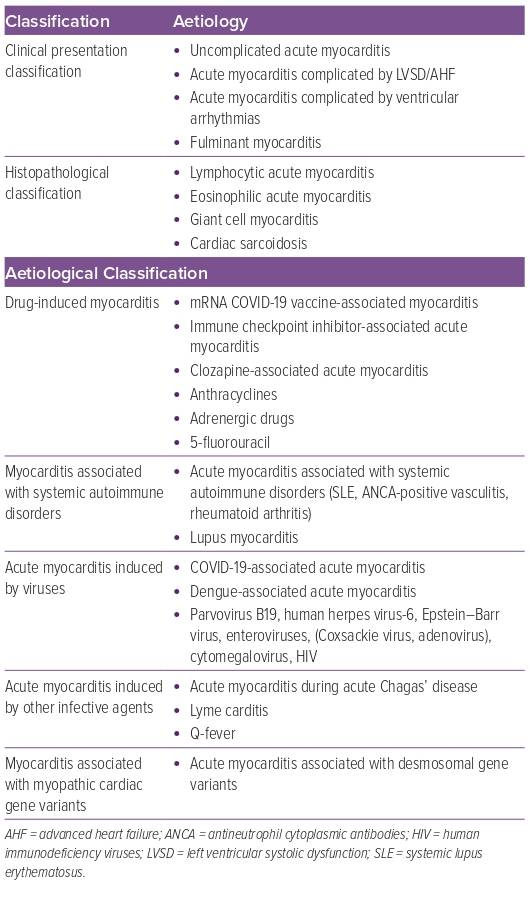 Classification Aetiology
Clinical presentation classification
• Uncomplicated acute myocarditis
• Acute myocarditis complicated by LVSD/AHF
• Acute myocarditis complicated by ventricular
arrhythmias
• Fulminant myocarditis
Histopathological
classification
• Lymphocytic acute myocarditis
• Eosinophilic acute myocarditis
• Giant cell myocarditis
• Cardiac sarcoidosis
Aetiological Classification
Drug-induced myocarditis
• mRNA COVID-19 vaccine-associated myocarditis
• Immune checkpoint inhibitor-associated acute
myocarditis
• Clozapine-associated acute myocarditis
• Anthracyclines
• Adrenergic drugs
• 5-fluorouracil
Myocarditis associated
with systemic autoimmune
disorders
• Acute myocarditis associated with systemic
autoimmune disorders (SLE, ANCA-positive vasculitis,
rheumatoid arthritis)
• Lupus myocarditis
Acute myocarditis induced
by viruses
• COVID-19-associated acute myocarditis
• Dengue-associated acute myocarditis
• Parvovirus B19, human herpes virus-6, Epstein–Barr
virus, enteroviruses, (Coxsackie virus, adenovirus),
cytomegalovirus, HIV
Acute myocarditis induced
by other infective agents
• Acute myocarditis during acute Chagas’ disease
• Lyme carditis
• Q-fever
Myocarditis associated
with myopathic cardiac
gene variants
• Acute myocarditis associated with desmosomal gene
variants
AHF = advanced heart failure; ANCA = antineutrophil cytoplasmic antibodies; HIV = human
immunodeficiency viruses; LVSD = left ventricular systolic dysfunction; SLE = systemic lupus
erythematosus.